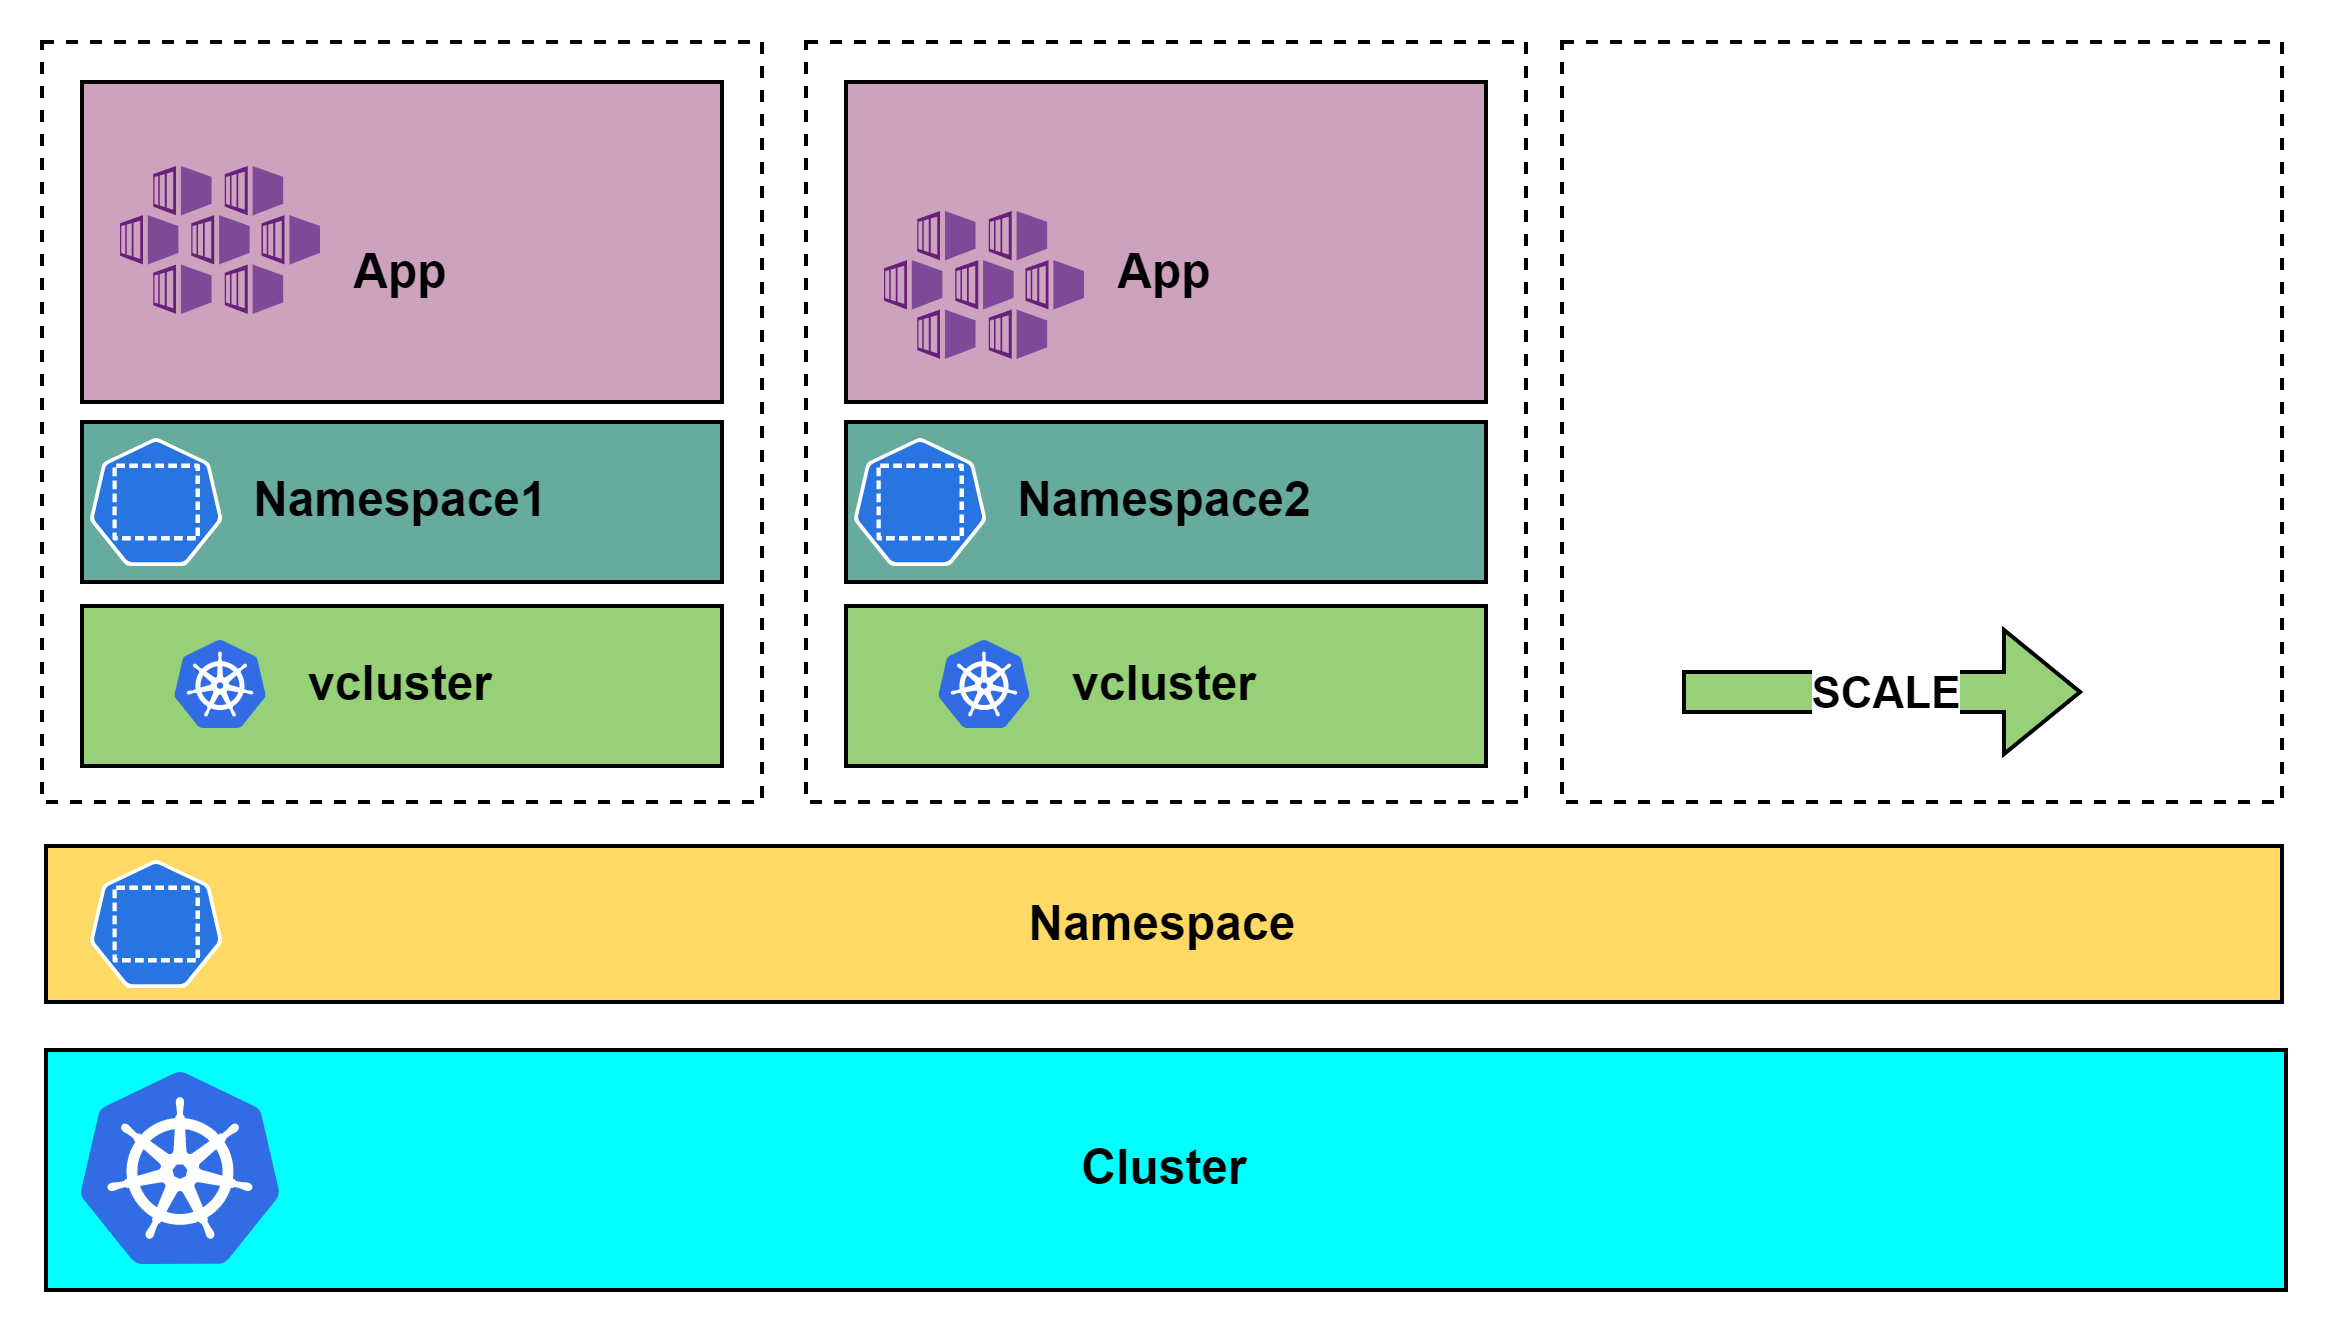 App
App
Namespace1
Namespace2
vcluster
vcluster
SCALE
Namespace
Cluster